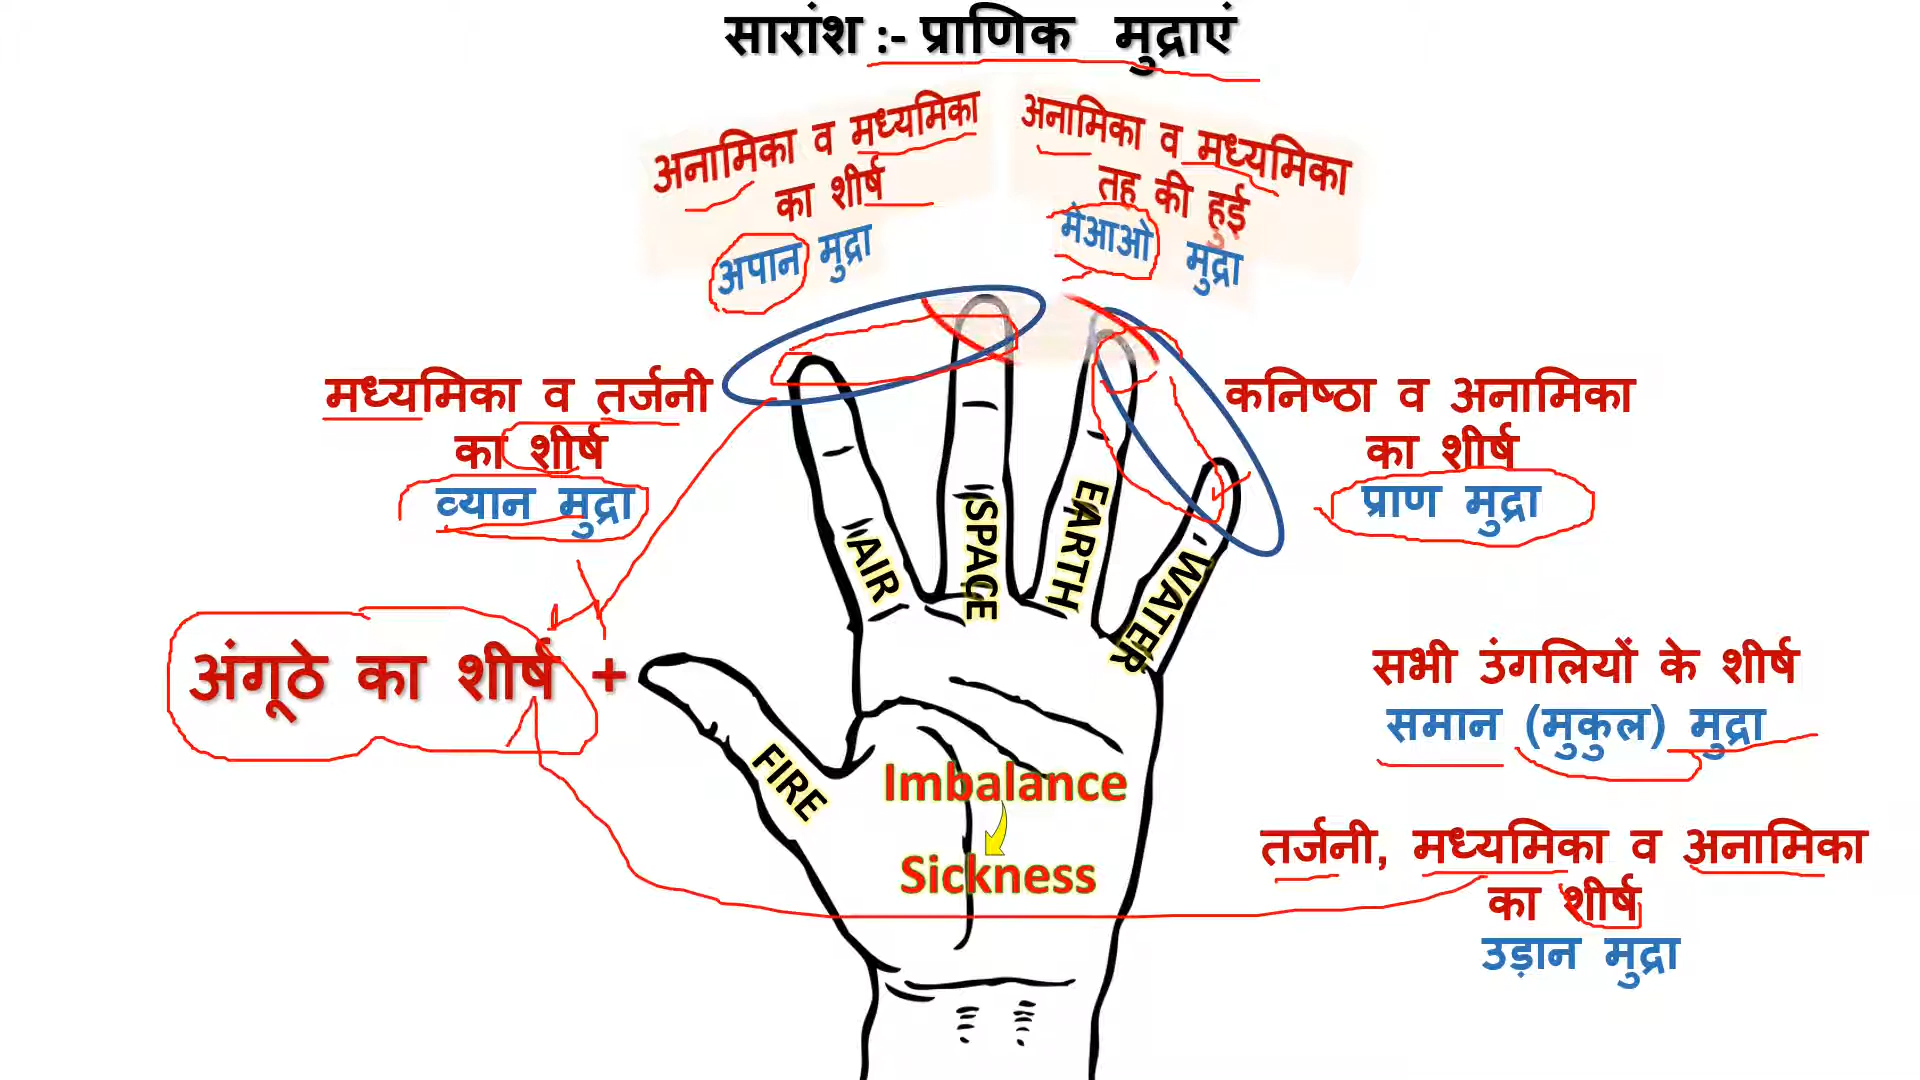 सारांश :- प्राणिक मुद्राएं
अनामिका व मध्यमिका
का शीर्ष
अपान मुद्रा
अनामिका व मध्यमिका
तह की हुई
मेआओ मुद्रा
मध्यमिका व तर्जनी
का शीर्ष
व्यान मुद्रा
कनिष्ठा व अनामिका
का शीर्ष
प्राण मुद्रा
AIR
SPACE
EARTH
WATER
अंगूठे का शीर्ष +
FIRE
सभी उंगलियों के शीर्ष
समान (मुकुल) मुद्रा
Imbalance
Sickness
तर्जनी, मध्यमिका व अनामिका
का शीर्ष
उड़ान मुद्रा